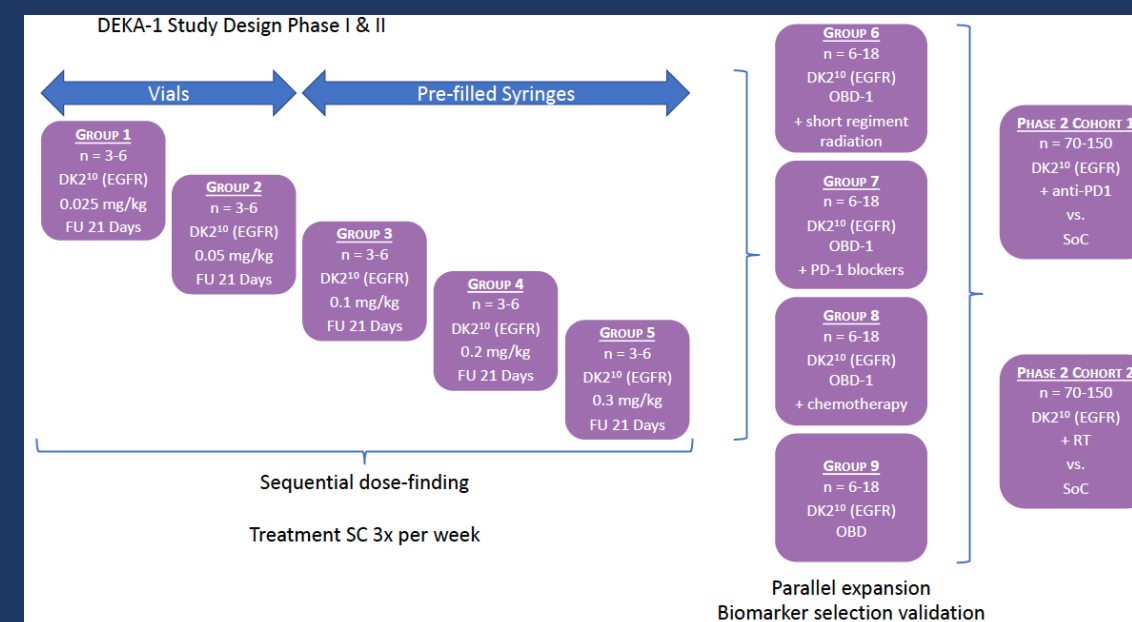 DEKA-1 Study Design Phase I & II
Vials
Pre-filled Syringes
GROUP 1
n = 3-6
DK2¹⁰ (EGFR)
0.025 mg/kg
FU 21 Days
GROUP 2
n = 3-6
DK2¹⁰ (EGFR)
0.05 mg/kg
FU 21 Days
GROUP 3
n = 3-6
DK2¹⁰ (EGFR)
0.1 mg/kg
FU 21 Days
GROUP 4
n = 3-6
DK2¹⁰ (EGFR)
0.2 mg/kg
FU 21 Days
GROUP 5
n = 3-6
DK2¹⁰ (EGFR)
0.3 mg/kg
FU 21 Days
Sequential dose-finding
Treatment SC 3x per week
GROUP 6
n = 6-18
DK2¹⁰ (EGFR)
OBD-1
+ short regiment
radiation
GROUP 7
n = 6-18
DK2¹⁰ (EGFR)
OBD-1
+ PD-1 blockers
GROUP 8
n = 6-18
DK2¹⁰ (EGFR)
OBD-1
+ chemotherapy
GROUP 9
n = 6-18
DK2¹⁰ (EGFR)
OBD
Parallel expansion
Biomarker selection validation
PHASE 2 COHORT 1
n = 70-150
DK2¹⁰ (EGFR)
+ anti-PD1
vs.
SoC
PHASE 2 COHORT 2
n = 70-150
DK2¹⁰ (EGFR)
+ RT
vs.
SoC